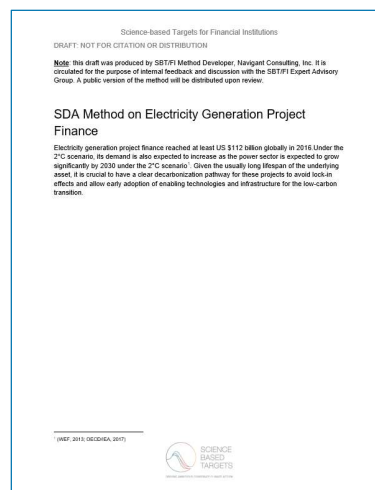 Science-based Targets for Financial Institutions
DRAFT: NOT FOR CITATION OR DISTRIBUTION
Note: this draft was produced by SBT/FI Method Developer, Navigant Consulting, Inc. It is
circulated for the purpose of internal feedback and discussion with the SBT/FI Expert Advisory
Group. A public version of the method will be distributed upon review.
SDA Method on Electricity Generation Project
Finance
Electricity generation project finance reached at least US $112 billion globally in 2016.Under the
2°C scenario, its demand is also expected to increase as the power sector is expected to grow
significantly by 2030 under the 2°C scenario¹. Given the usually long lifespan of the underlying
asset, it is crucial to have a clear decarbonization pathway for these projects to avoid lock-in
effects and allow early adoption of enabling technologies and infrastructure for the low-carbon
transition.
¹ (WEF, 2013; OECD/IEA, 2017)
SCIENCE
BASED
TARGETS